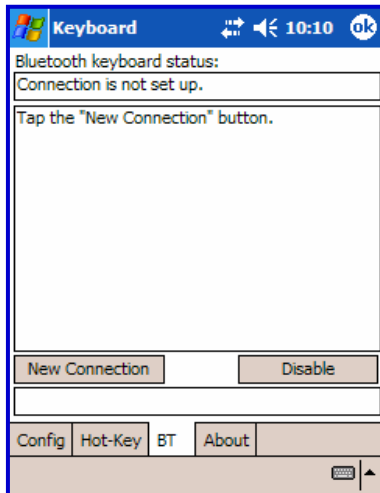 Keyboard 10:10 ok
Bluetooth keyboard status:
Connection is not set up.
Tap the "New Connection" button.
New Connection Disable
Config Hot-Key BT About